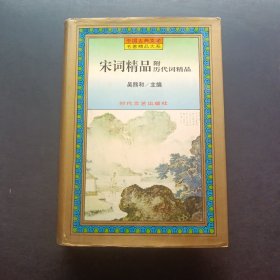 中国古典文学
名著精品文库
宋词精品 附
历代词精品
吴熊和·主编
时代文艺出版社